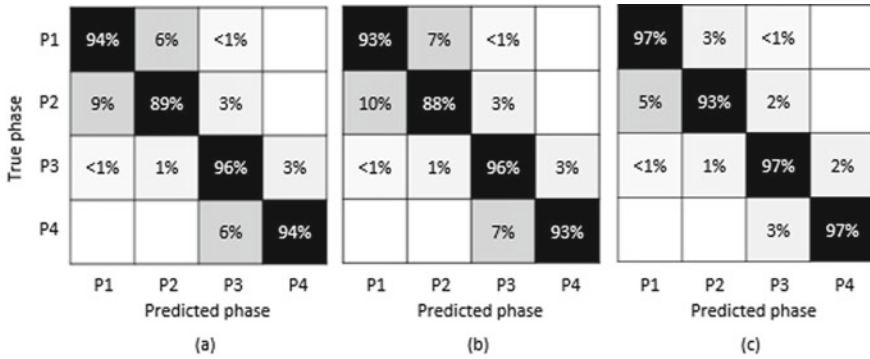 P1 94% 6% <1% 93% 7% <1% 97% 3% <1%
P2 9% 89% 3% 10% 88% 3% 5% 93% 2%
True phase
P3 <1% 1% 96% 3% <1% 1% 96% 3% <1% 1% 97% 2%
P4 6% 94% 7% 93% 3% 97%
P1 P2 P3 P4 P1 P2 P3 P4 P1 P2 P3 P4
Predicted phase Predicted phase Predicted phase
(a) (b) (c)